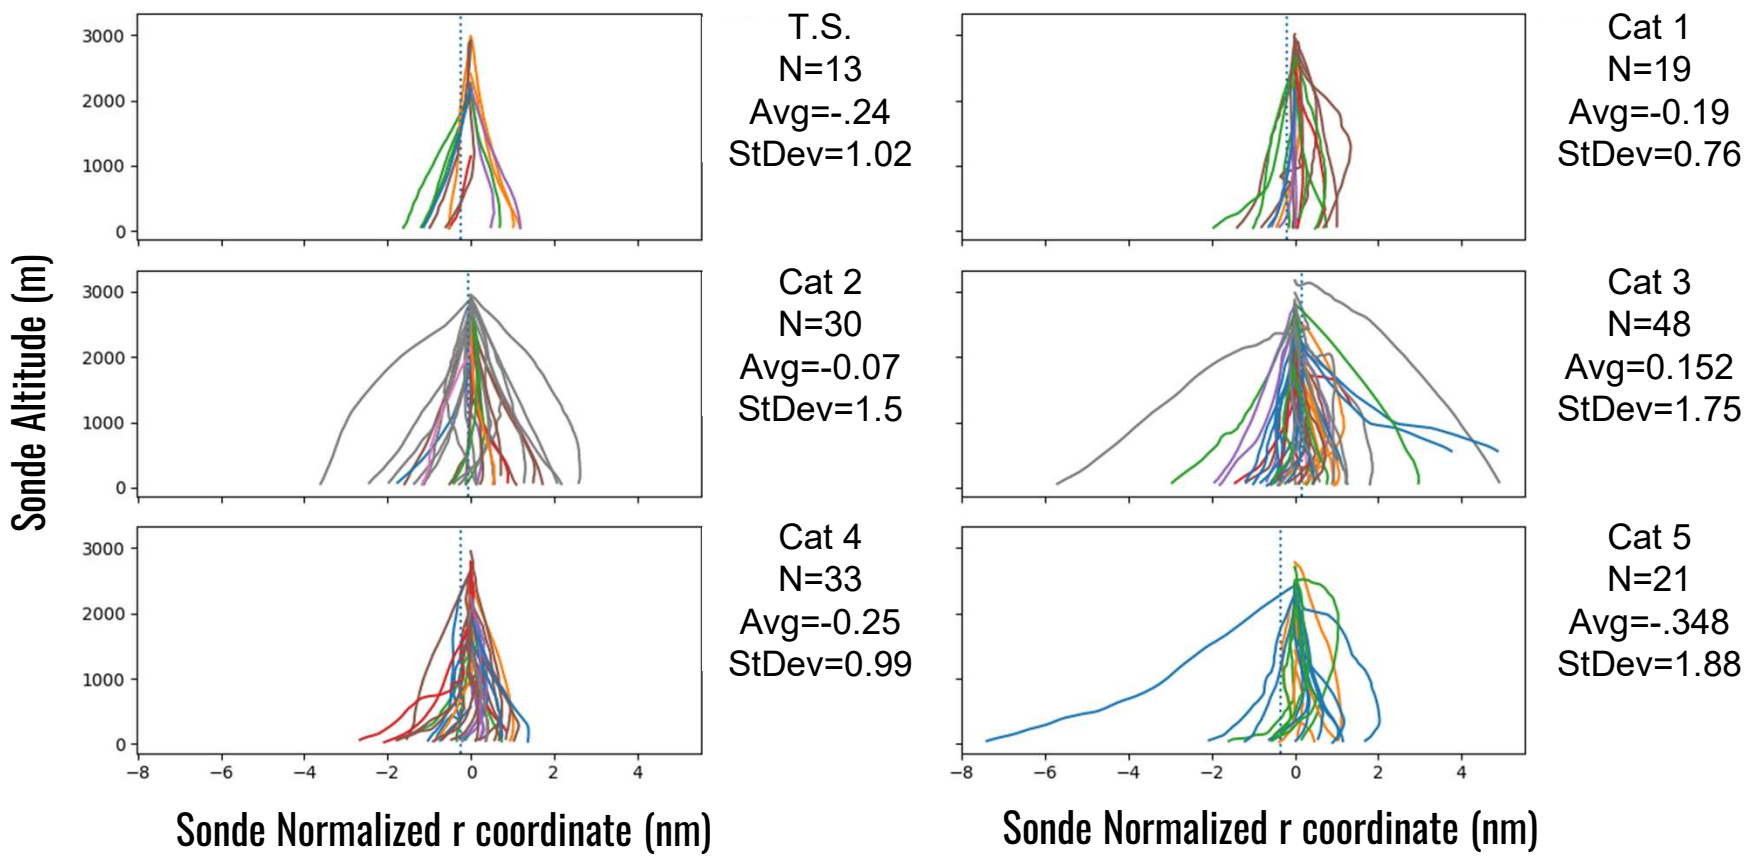 3000
2000
1000
0
T.S.
N=13
Avg=-.24
StDev=1.02
Cat 1
N=19
Avg=-0.19
StDev=0.76
Sonde Altitude (m)
3000
2000
1000
0
Cat 2
N=30
Avg=-0.07
StDev=1.5
Cat 3
N=48
Avg=0.152
StDev=1.75
3000
2000
1000
0
Cat 4
N=33
Avg=-0.25
StDev=0.99
Cat 5
N=21
Avg=-.348
StDev=1.88
−8 −6 −4 −2 0 2 4
−8 −6 −4 −2 0 2 4
Sonde Normalized r coordinate (nm)
Sonde Normalized r coordinate (nm)